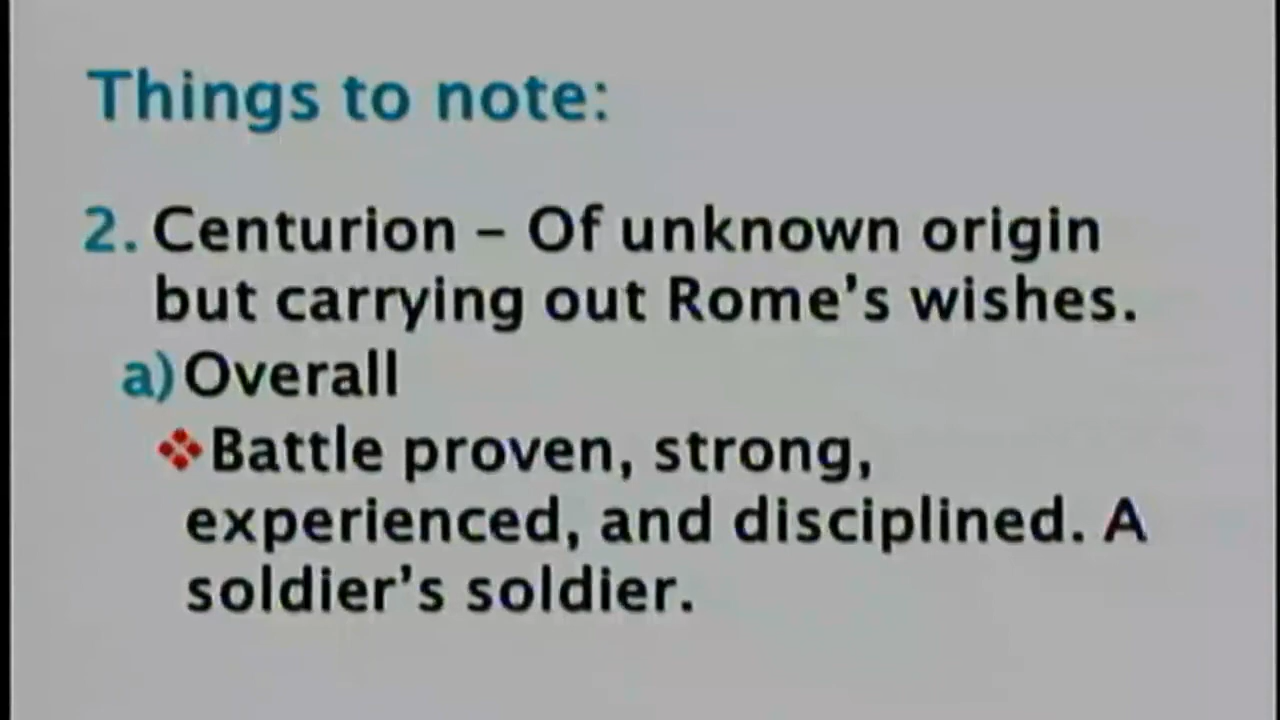 Things to note:
2. Centurion – Of unknown origin
but carrying out Rome’s wishes.
a) Overall
❖Battle proven, strong,
experienced, and disciplined. A
soldier’s soldier.